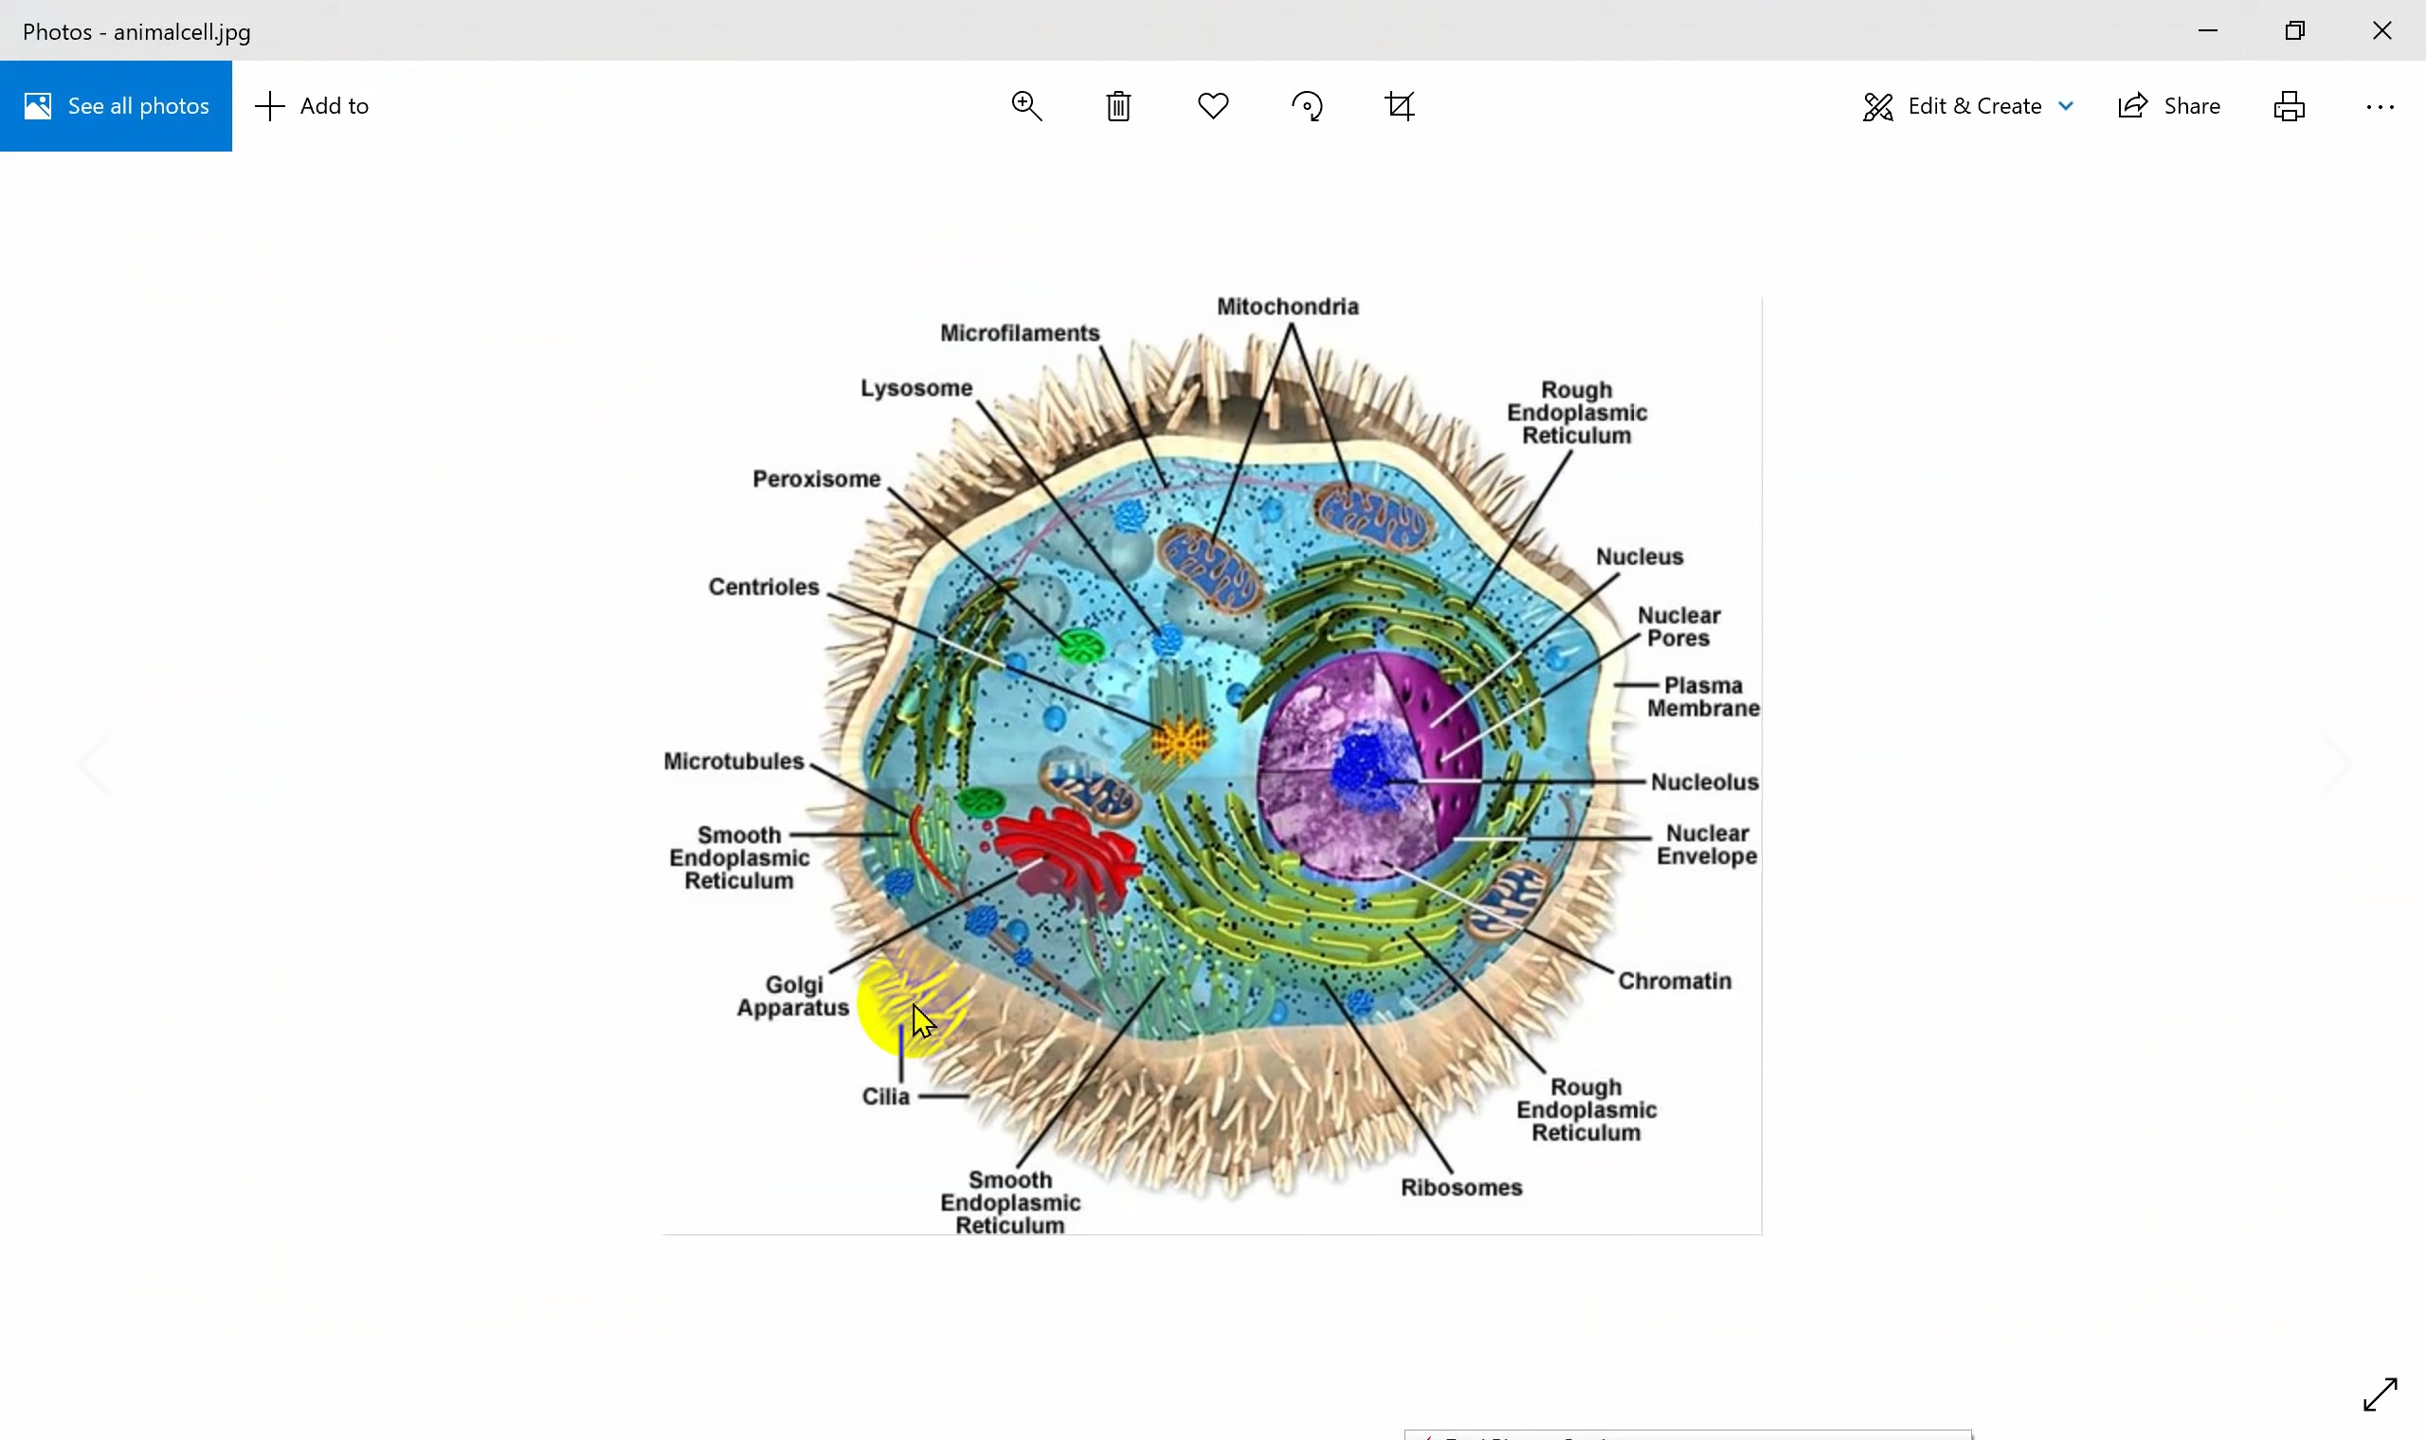 Photos - animalcell.jpg
See all photos
Add to
Edit & Create
Share
Mitochondria
Microfilaments
Lysosome
Rough
Endoplasmic
Reticulum
Peroxisome
Nucleus
Centrioles
Nuclear
Pores
Plasma
Membrane
Microtubules
Nucleolus
Smooth
Endoplasmic
Reticulum
Nuclear
Envelope
Golgi
Apparatus
Chromatin
Cilia
Rough
Endoplasmic
Reticulum
Smooth
Endoplasmic
Reticulum
Ribosomes